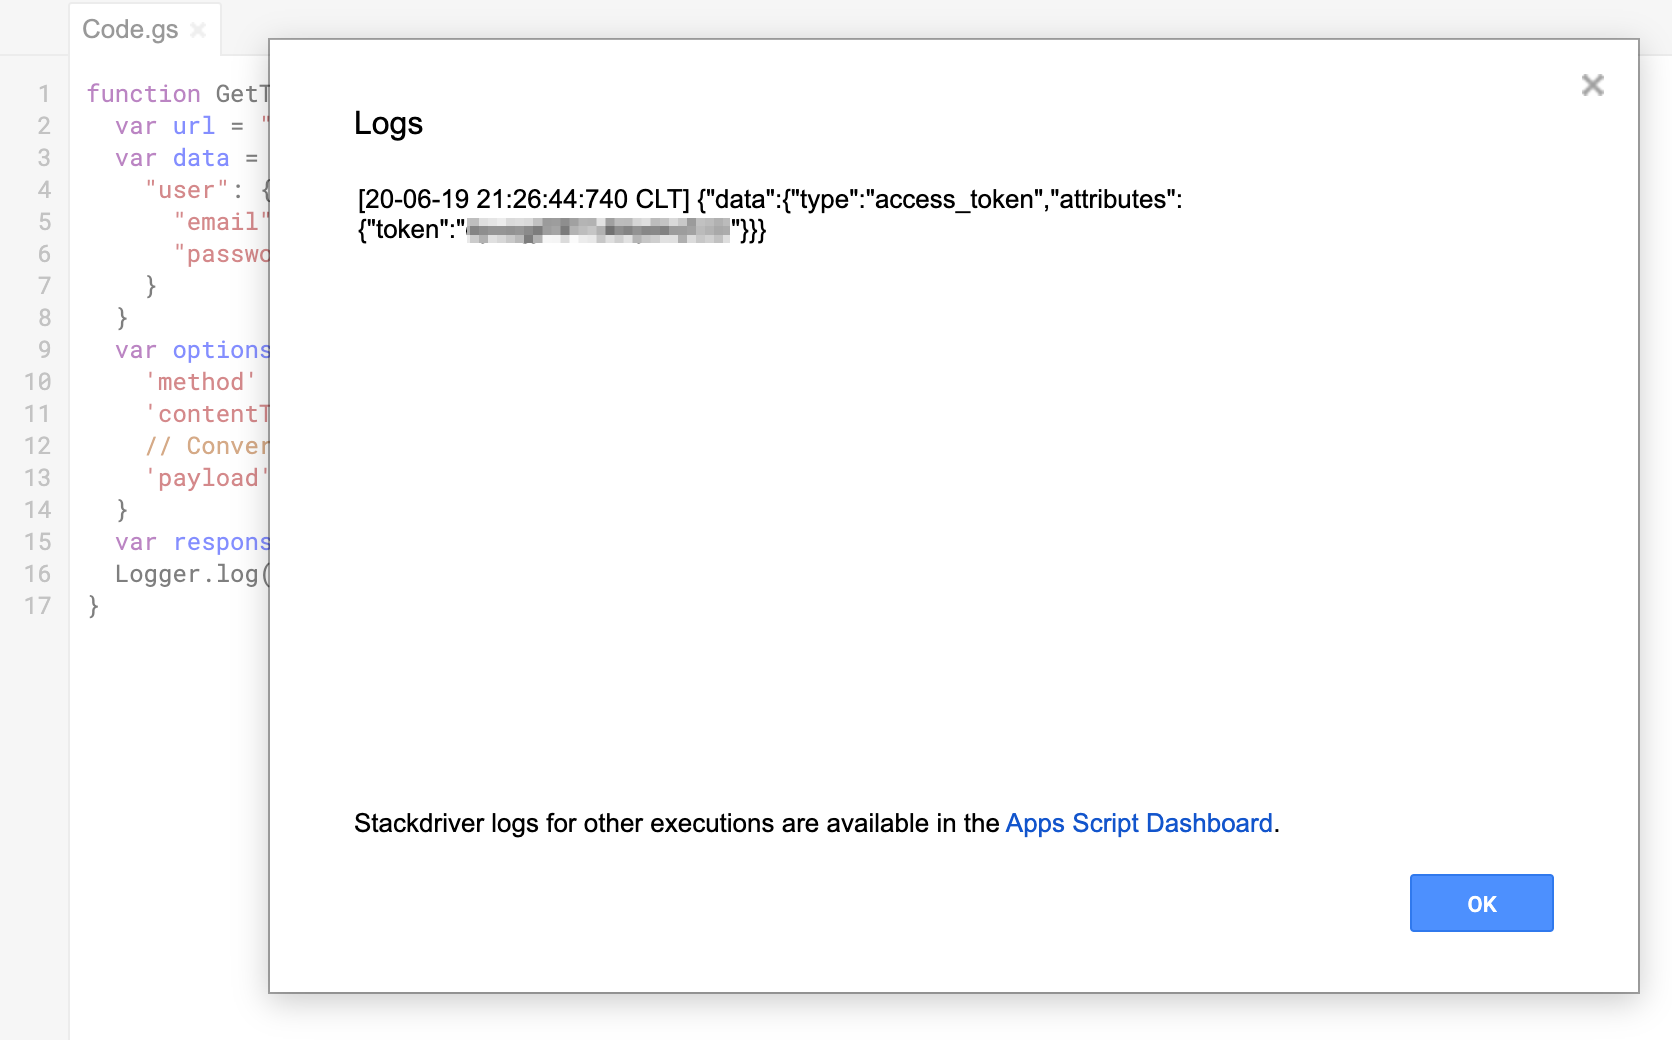 Code.gs
1 function GetT
2 var url = "
3 var data =
4 "user": {
5 "email"
6 "passwo
7 }
8 }
9 var options
10 'method'
11 'contentT
12 // Conver
13 'payload'
14 }
15 var respons
16 Logger.log(
17 }
Logs
[20-06-19 21:26:44:740 CLT] {"data":{"type":"access_token","attributes":
{"token":""}}}
Stackdriver logs for other executions are available in the Apps Script Dashboard.
OK